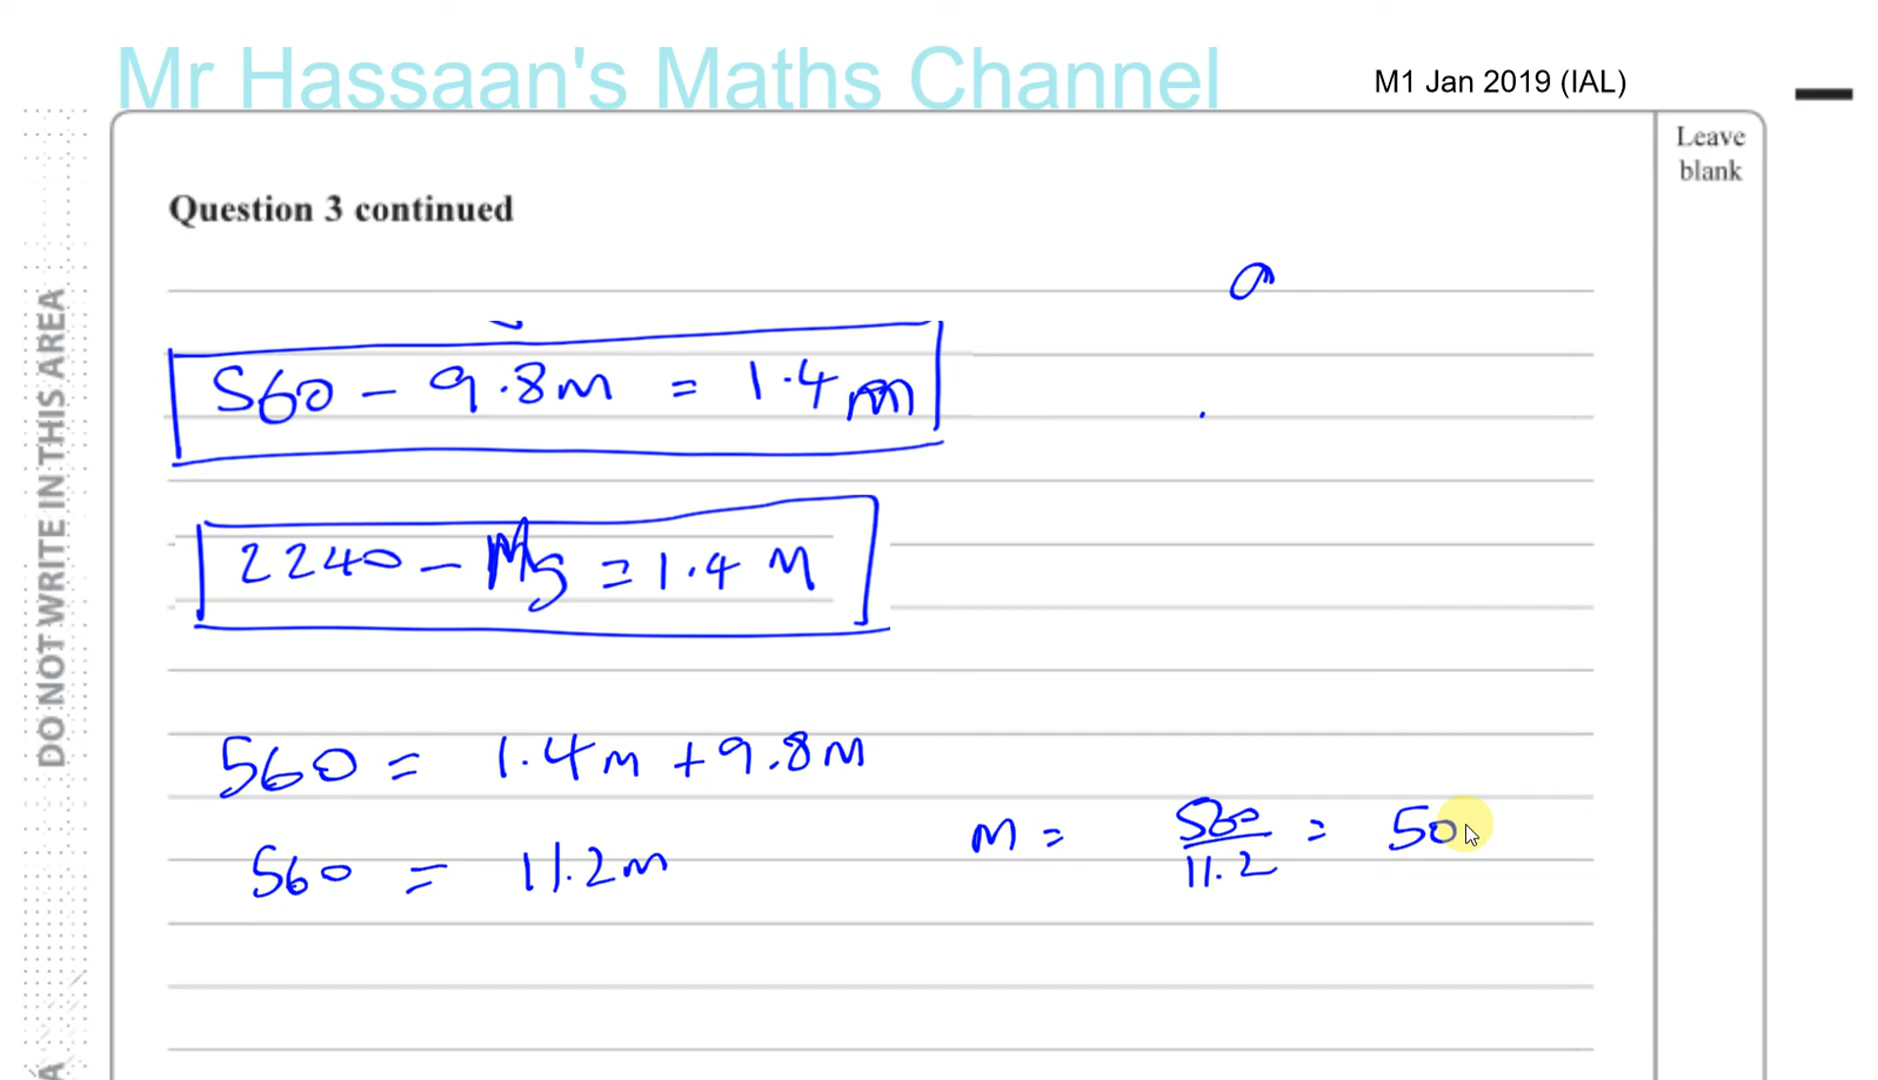 Mr Hassaan's Maths Channel
M1 Jan 2019 (IAL)
Leave
blank
Question 3 continued
560 - 9.8m = 1.4m
2240 - Mg = 1.4 M
560 = 1.4m + 9.8m
560 = 11.2m
m = 560/11.2 = 50
DO NOT WRITE IN THIS AREA
A